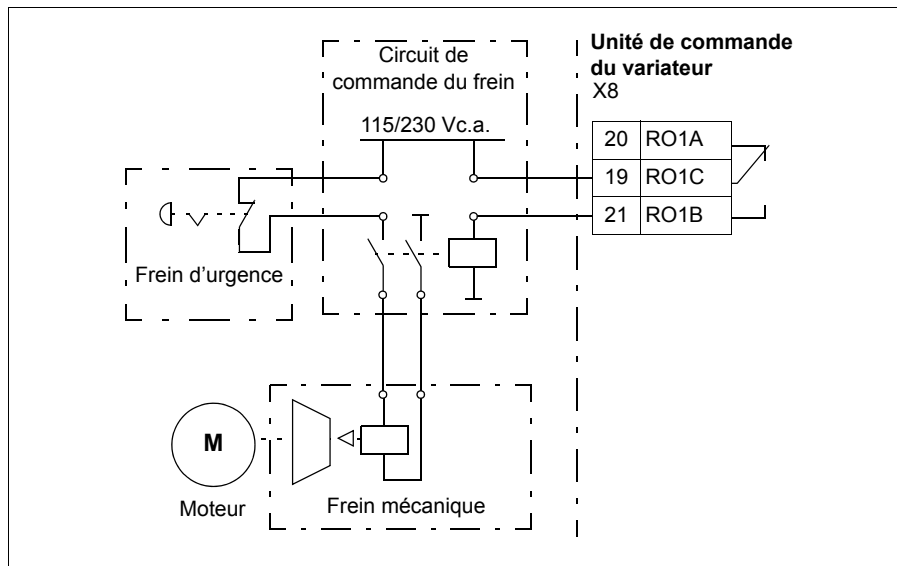 Circuit de
commande du frein
115/230 Vc.a.
Unité de commande
du variateur
X8
20 RO1A
19 RO1C
21 RO1B
Frein d'urgence
M
Moteur
Frein mécanique